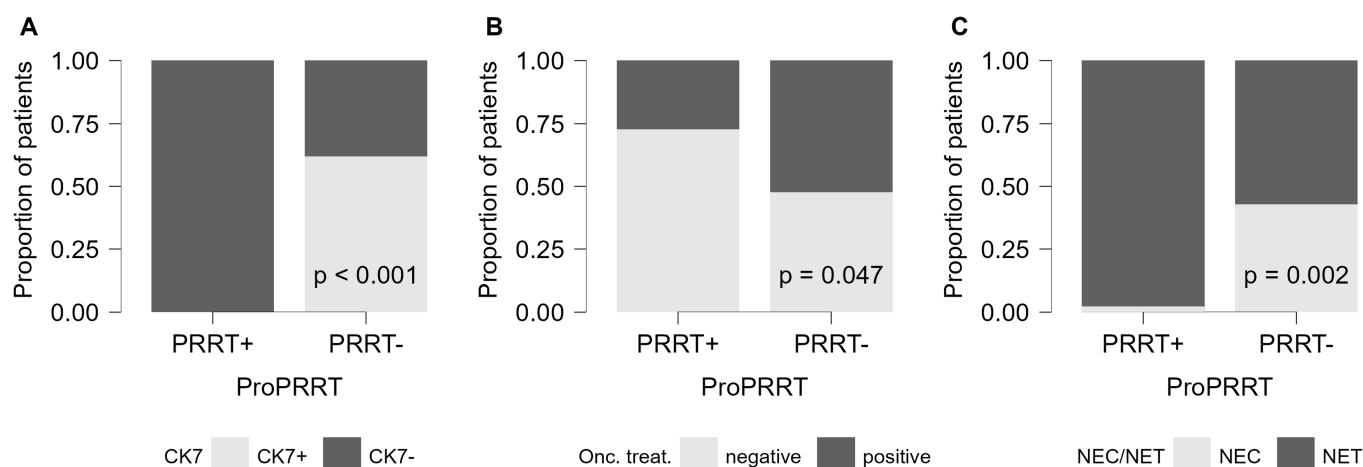 A
Proportion of patients
1.00
0.75
0.50
0.25
0.00
p < 0.001
PRRT+ PRRT-
ProPRRT
CK7 CK7+ CK7-
B
Proportion of patients
1.00
0.75
0.50
0.25
0.00
p = 0.047
PRRT+ PRRT-
ProPRRT
Onc. treat. negative positive
C
Proportion of patients
1.00
0.75
0.50
0.25
0.00
p = 0.002
PRRT+ PRRT-
ProPRRT
NEC/NET NEC NET